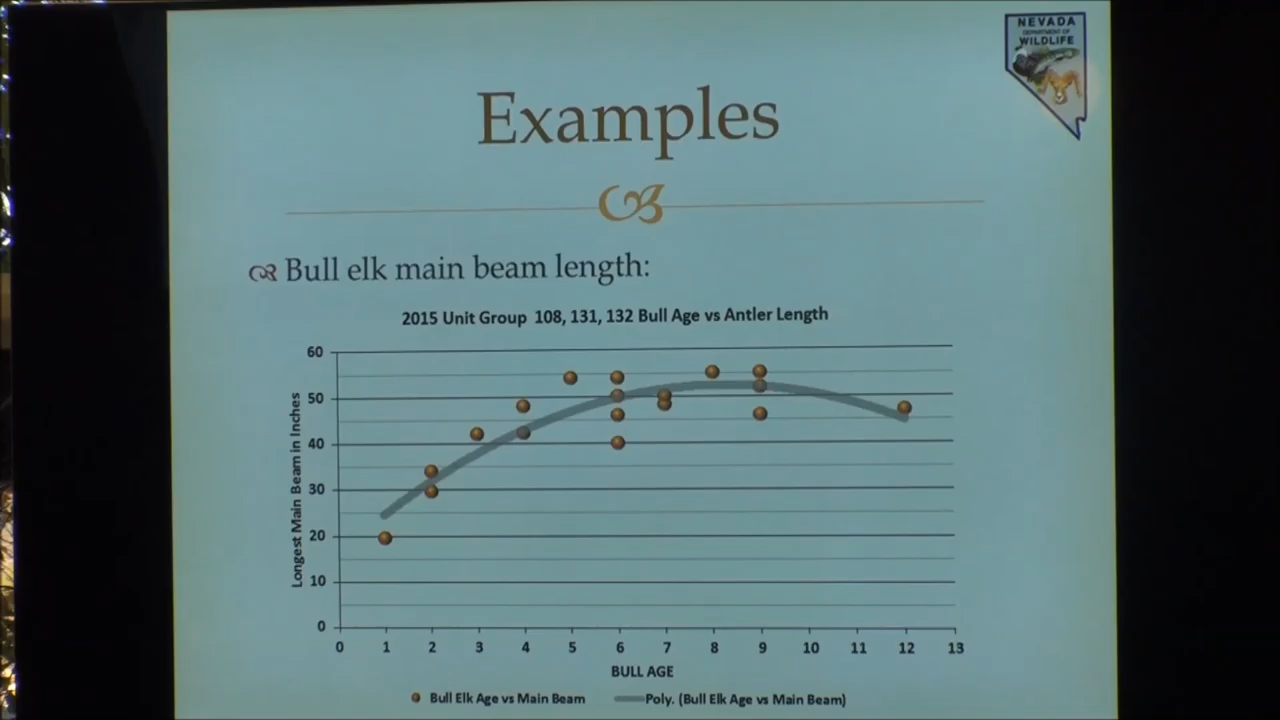 NEVADA
DEPARTMENT OF
WILDLIFE
Examples
Bull elk main beam length:
2015 Unit Group 108, 131, 132 Bull Age vs Antler Length
Longest Main Beam in Inches
60
50
40
30
20
10
0
0 1 2 3 4 5 6 7 8 9 10 11 12 13
BULL AGE
Bull Elk Age vs Main Beam Poly. (Bull Elk Age vs Main Beam)